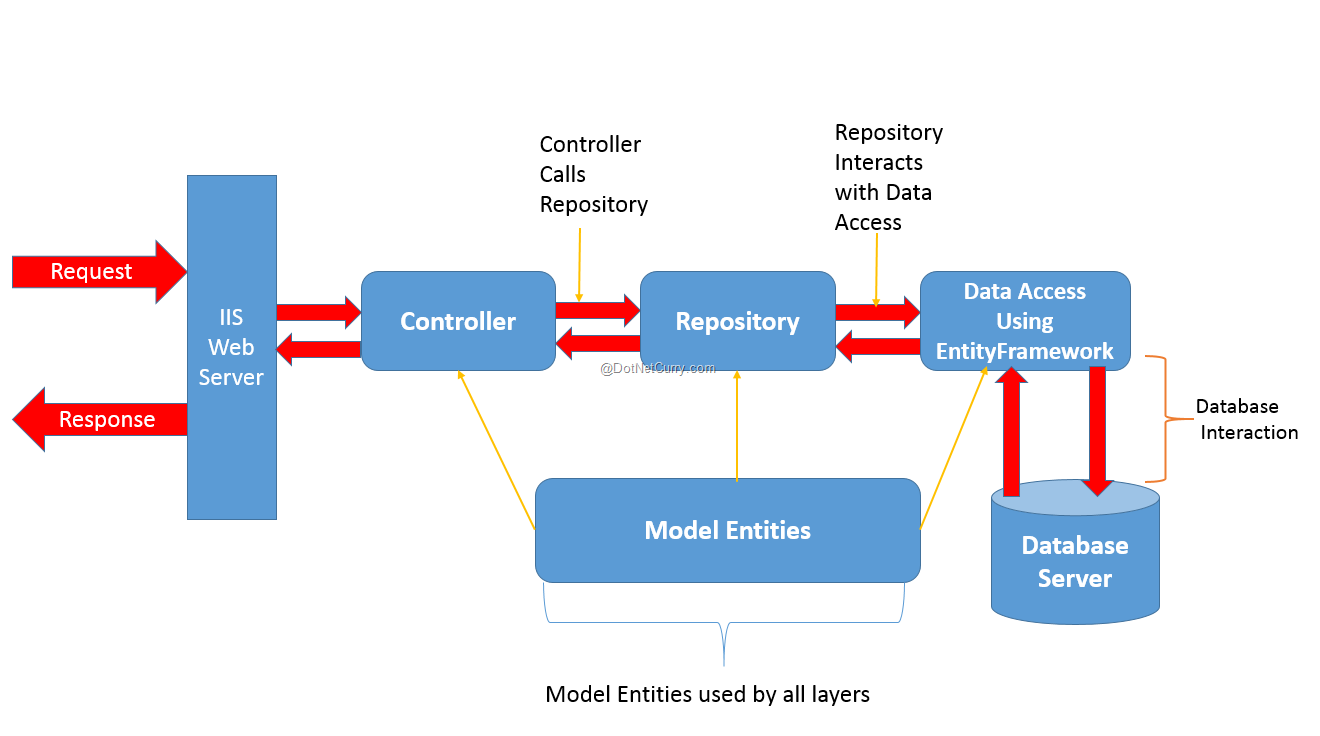 Controller
Calls
Repository
Repository
Interacts
with Data
Access
Request
IIS
Web
Server
Response
Controller
Repository
Data Access
Using
EntityFramework
@DotNetCurry.com
Database
Interaction
Model Entities
Database
Server
Model Entities used by all layers